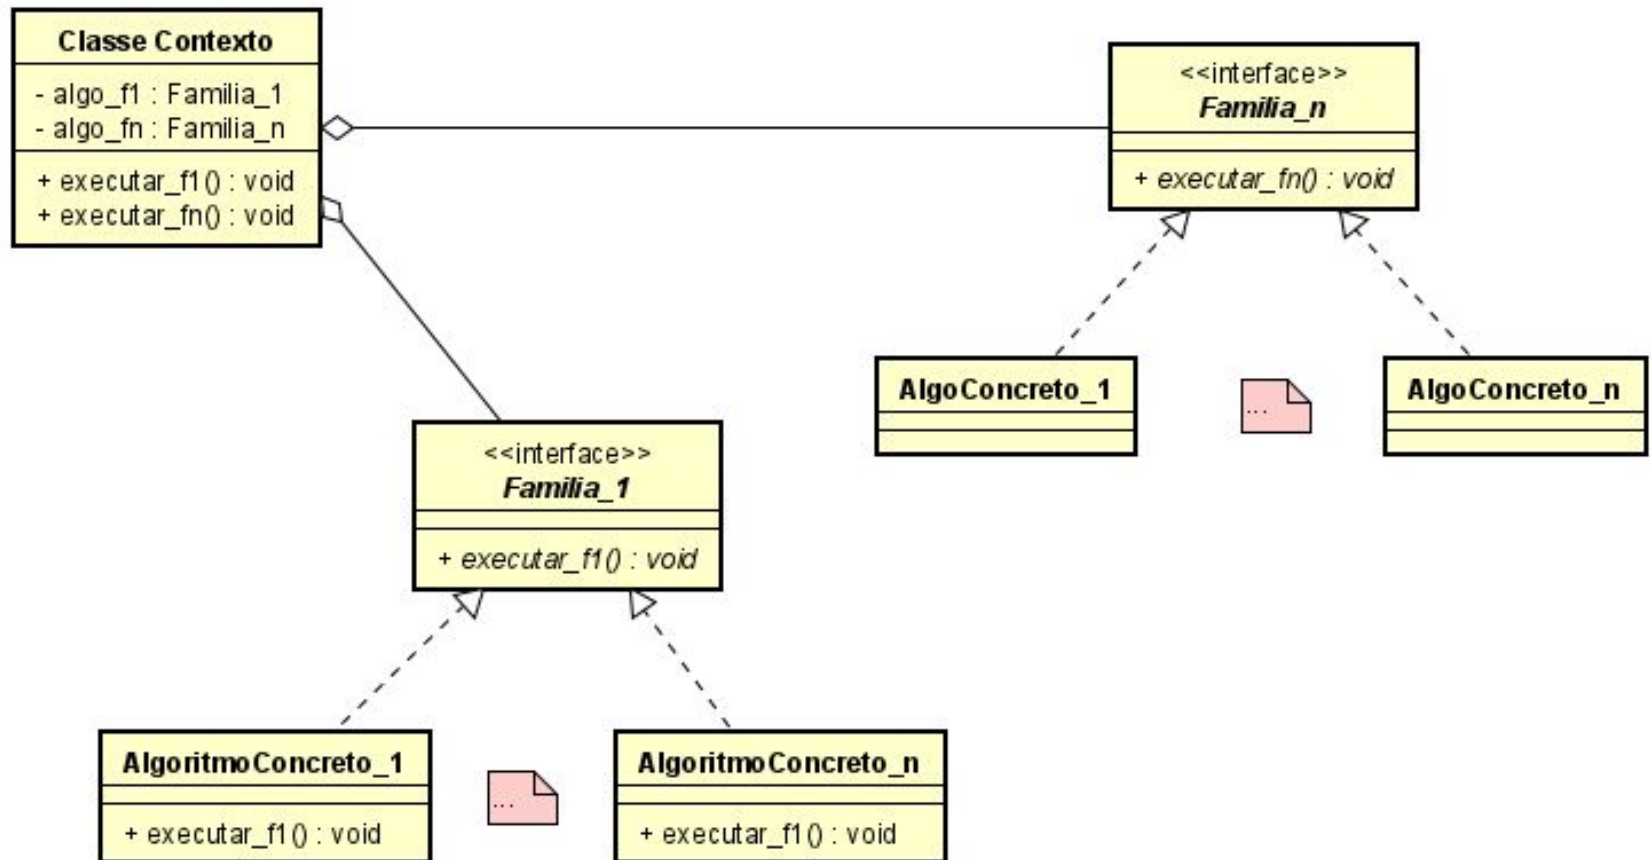 Classe Contexto
- algo_f1 : Familia_1
- algo_fn : Familia_n
+ executar_f1() : void
+ executar_fn() : void
<<interface>>
Familia_n
+ executar_fn() : void
AlgoConcreto_1
...
AlgoConcreto_n
<<interface>>
Familia_1
+ executar_f1() : void
AlgoritmoConcreto_1
+ executar_f1() : void
...
AlgoritmoConcreto_n
+ executar_f1() : void